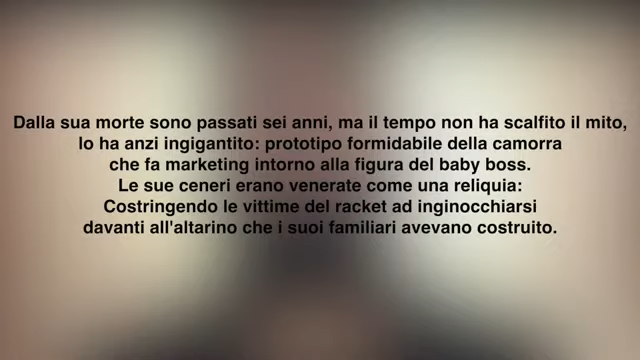 Dalla sua morte sono passati sei anni, ma il tempo non ha scalfito il mito,
lo ha anzi ingigantito: prototipo formidabile della camorra
che fa marketing intorno alla figura del baby boss.
Le sue ceneri erano venerate come una reliquia:
Costringendo le vittime del racket ad inginocchiarsi
davanti all'altarino che i suoi familiari avevano costruito.